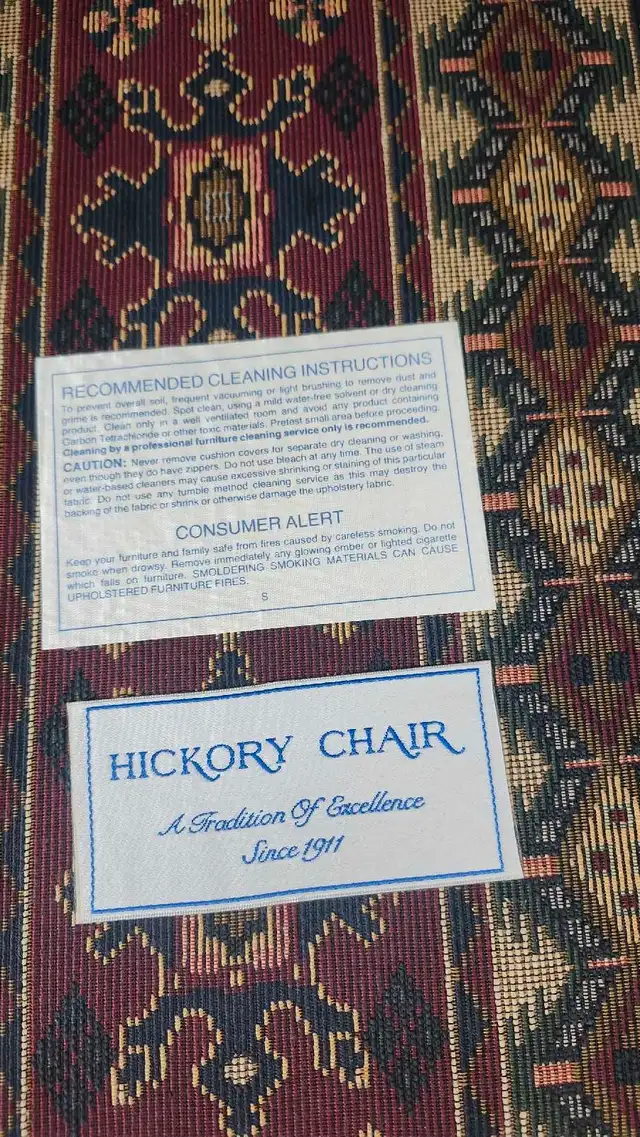 RECOMMENDED CLEANING INSTRUCTIONS
To prevent overall soil, frequent vacuuming or light brushing to remove dust and
grime is recommended. Spot clean, using a mild water-free solvent or dry cleaning
product. Clean only in a well ventilated room and avoid any product containing
Carbon Tetrachloride or other toxic materials. Pretest small area before proceeding.
Cleaning by a professional furniture cleaning service only is recommended.
CAUTION: Never remove cushion covers for separate dry cleaning or washing,
even though they do have zippers. Do not use bleach at any time. The use of steam
or water-based cleaners may cause excessive shrinking or staining of this particular
fabric. Do not use any tumble method cleaning service as this may destroy the
backing of the fabric or shrink or otherwise damage the upholstery fabric.
CONSUMER ALERT
Keep your furniture and family safe from fires caused by careless smoking. Do not
smoke when drowsy. Remove immediately any glowing ember or lighted cigarette
which falls on furniture. SMOLDERING SMOKING MATERIALS CAN CAUSE
UPHOLSTERED FURNITURE FIRES.
S
HICKORY CHAIR
A Tradition Of Excellence
Since 1911